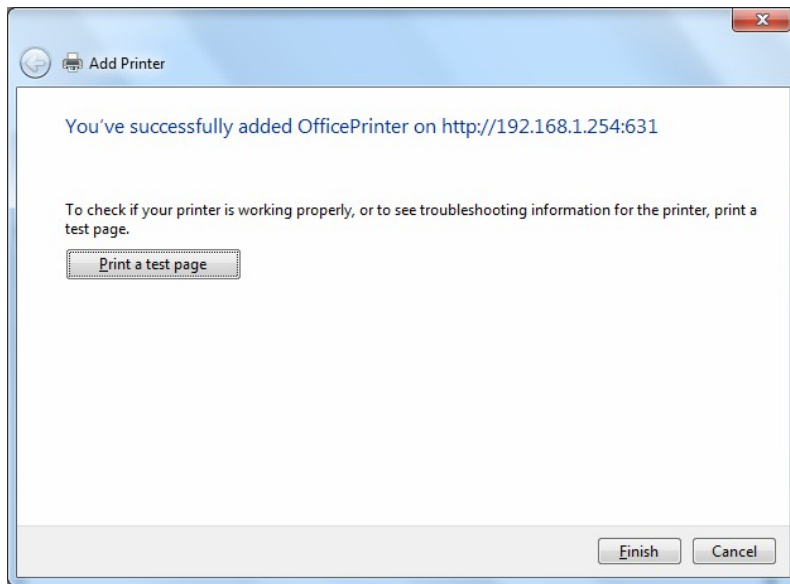 Add Printer
You've successfully added OfficePrinter on http://192.168.1.254:631
To check if your printer is working properly, or to see troubleshooting information for the printer, print a
test page.
Print a test page
Finish Cancel